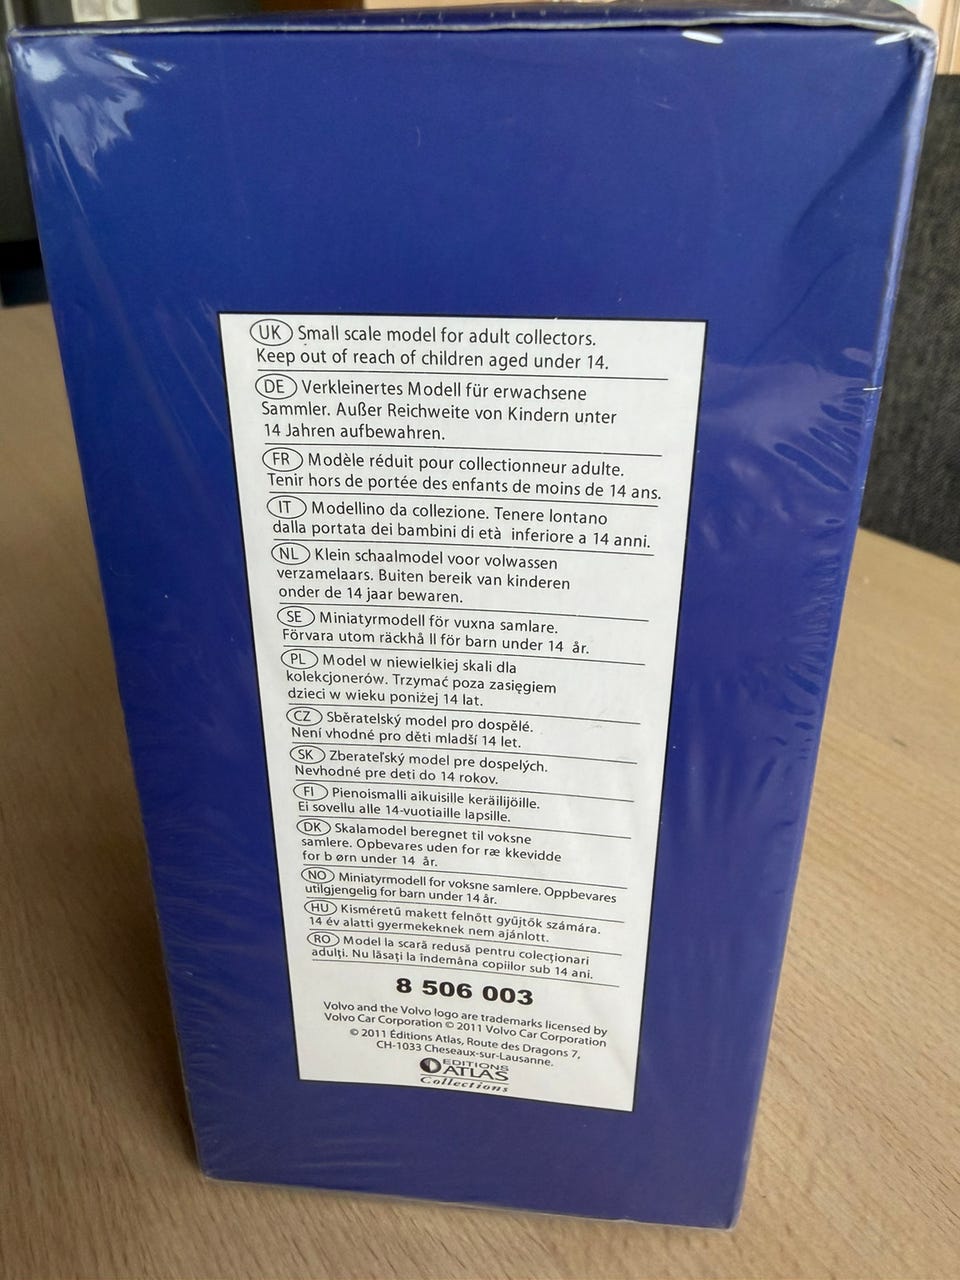 UK Small scale model for adult collectors.
Keep out of reach of children aged under 14.
DE Verkleinertes Modell für erwachsene
Sammler. Außer Reichweite von Kindern unter
14 Jahren aufbewahren.
FR Modèle réduit pour collectionneur adulte.
Tenir hors de portée des enfants de moins de 14 ans.
IT Modellino da collezione. Tenere lontano
dalla portata dei bambini di età inferiore a 14 anni.
NL Klein schaalmodel voor volwassen
verzamelaars. Buiten bereik van kinderen
onder de 14 jaar bewaren.
SE Miniatyrmodell för vuxna samlare.
Förvara utom räckhå ll för barn under 14 år.
PL Model w niewielkiej skali dla
kolekcjonerów. Trzymać poza zasięgiem
dzieci w wieku poniżej 14 lat.
CZ Sběratelský model pro dospělé.
Není vhodné pro děti mladší 14 let.
SK Zberateľský model pre dospelých.
Nevhodné pre deti do 14 rokov.
FI Pienoismalli aikuisille keräilijöille.
Ei sovellu alle 14-vuotiaille lapsille.
DK Skalamodel beregnet til voksne
samlere. Opbevares uden for ræ kkevidde
for b ørn under 14 år.
NO Miniatyrmodell for voksne samlere. Oppbevares
utilgjengelig for barn under 14 år.
HU Kisméretű makett felnőtt gyűjtők számára.
14 év alatti gyermekeknek nem ajánlott.
RO Model la scară redusă pentru colecționari
adulți. Nu lăsați la îndemâna copiilor sub 14 ani.
8 506 003
Volvo and the Volvo logo are trademarks licensed by
Volvo Car Corporation © 2011 Volvo Car Corporation
© 2011 Éditions Atlas, Route des Dragons 7,
CH-1033 Cheseaux-sur-Lausanne.
EDITIONS
ATLAS
Collections